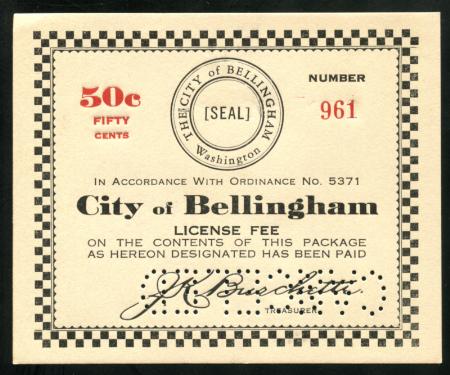 50c
FIFTY
CENTS
THE CITY OF BELLINGHAM
[SEAL]
Washington
NUMBER
961
IN ACCORDANCE WITH ORDINANCE NO. 5371
City of Bellingham
LICENSE FEE
ON THE CONTENTS OF THIS PACKAGE
AS HEREON DESIGNATED HAS BEEN PAID
TREASURER